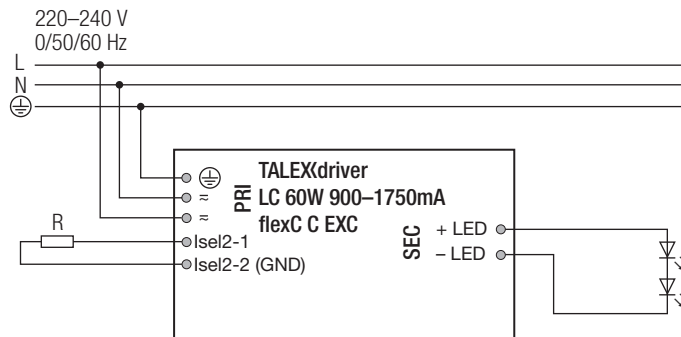 220–240 V
0/50/60 Hz
L
N
PRI
TALEXXdriver
LC 60W 900–1750mA
flexC C EXC
≂
≂
R
Isel2-1
Isel2-2 (GND)
SEC
+ LED
– LED